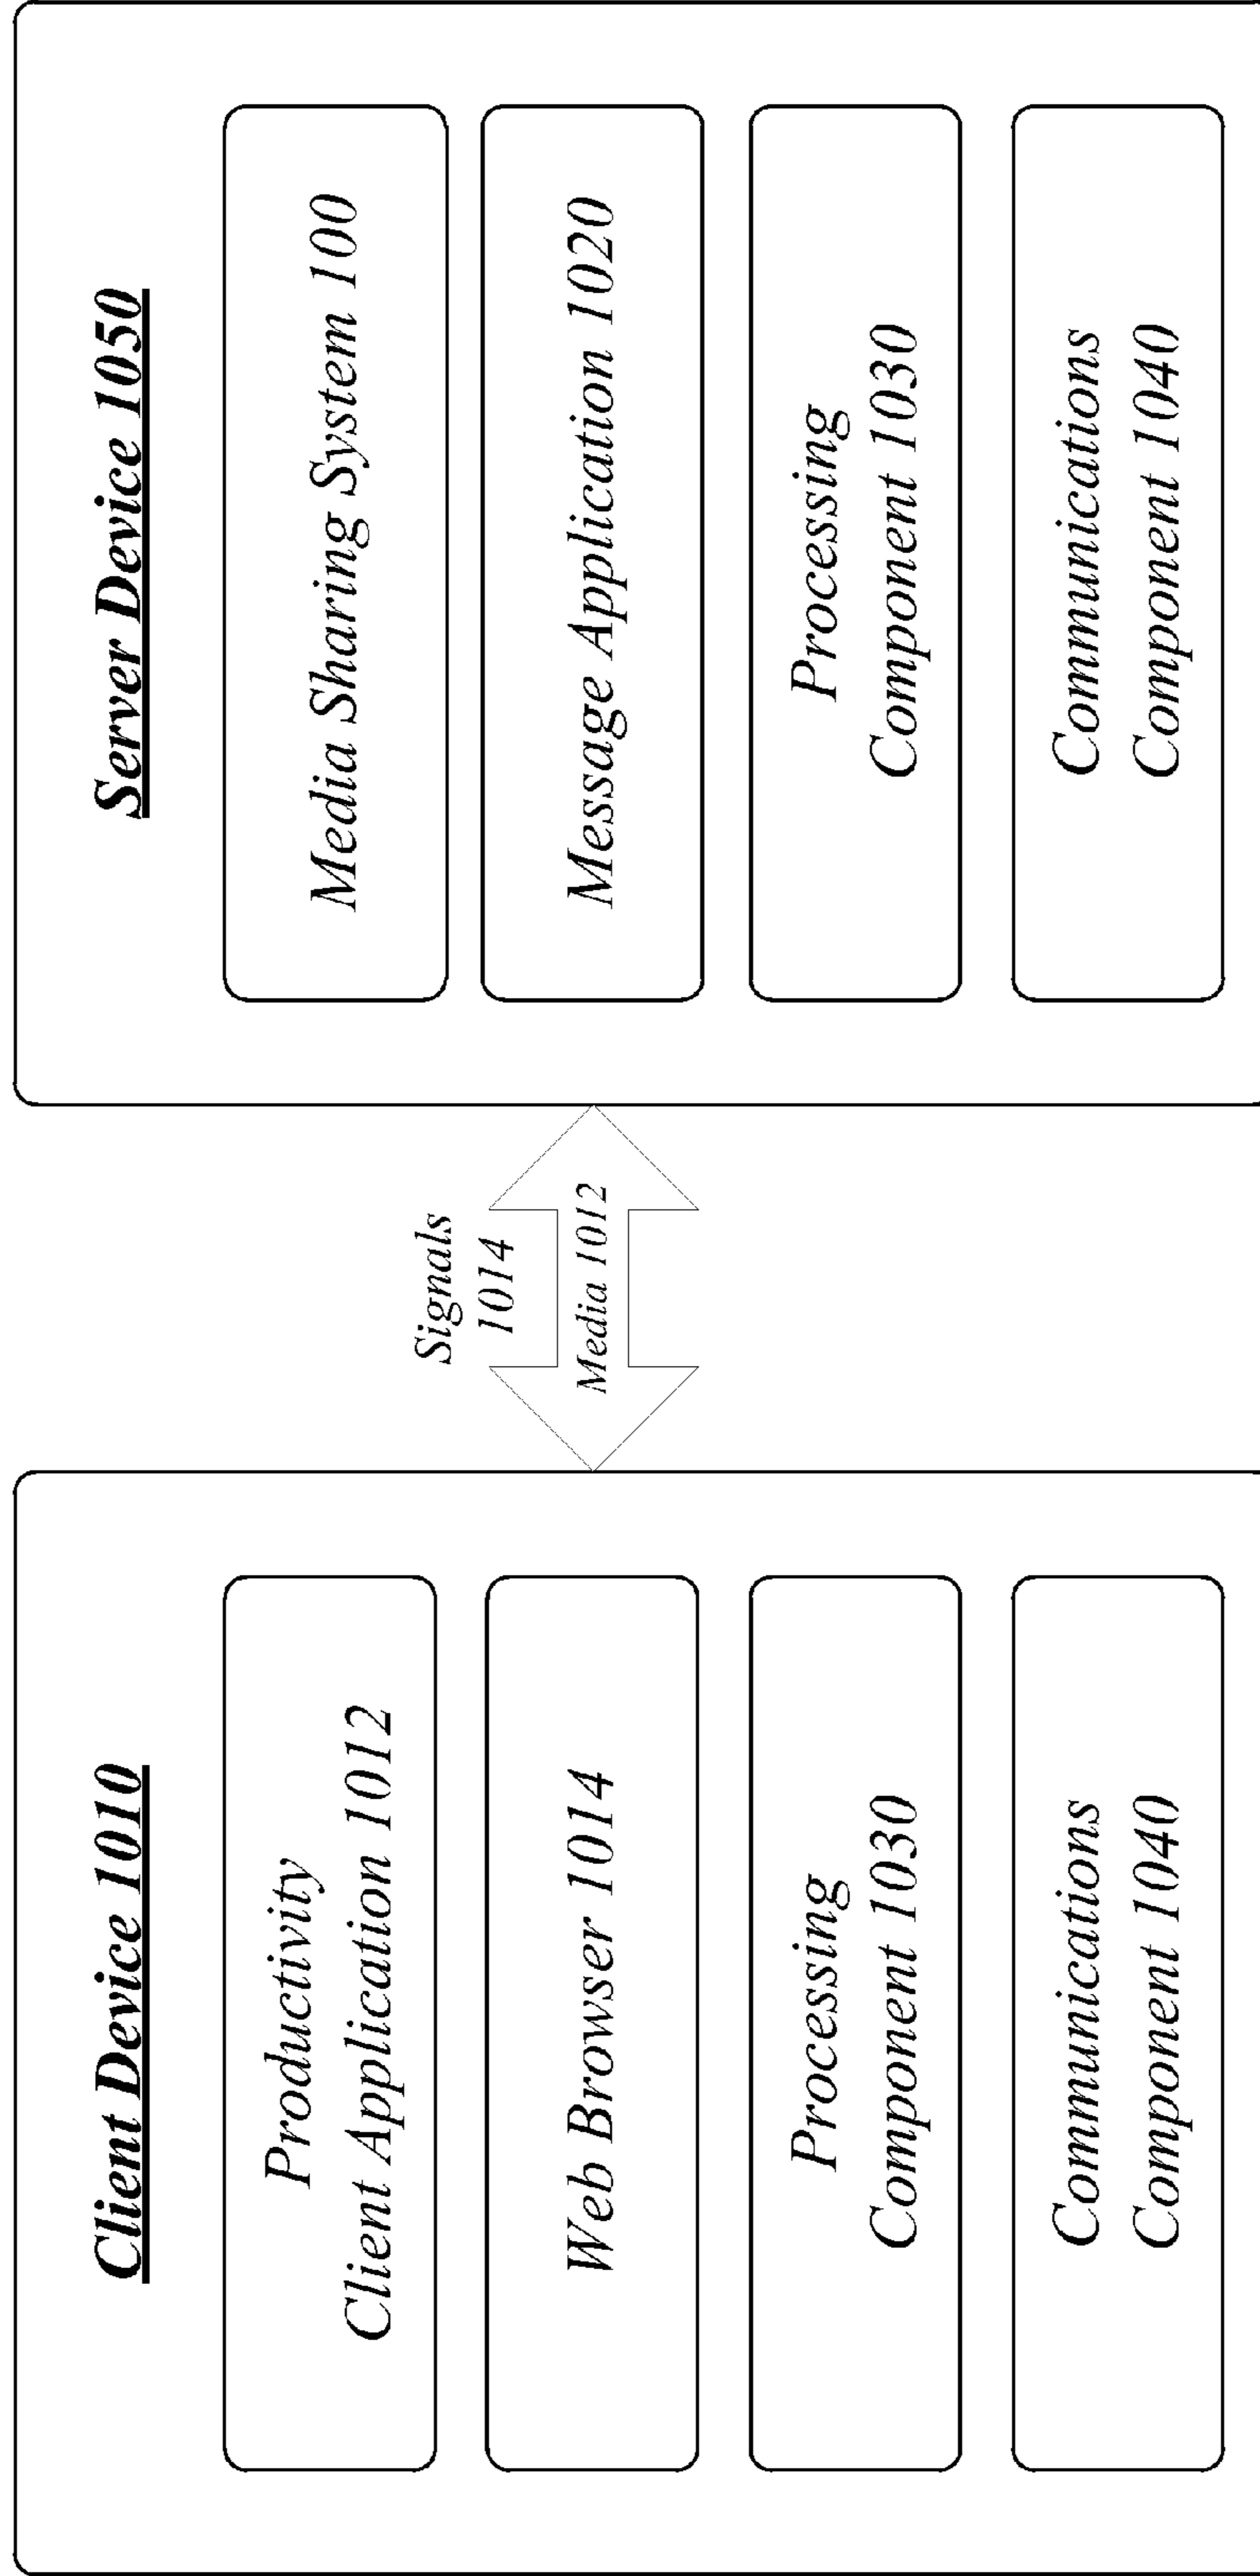 Client Device 1010
Productivity
Client Application 1012
Web Browser 1014
Processing
Component 1030
Communications
Component 1040
Signals
1014
Media 1012
Server Device 1050
Media Sharing System 100
Message Application 1020
Processing
Component 1030
Communications
Component 1040